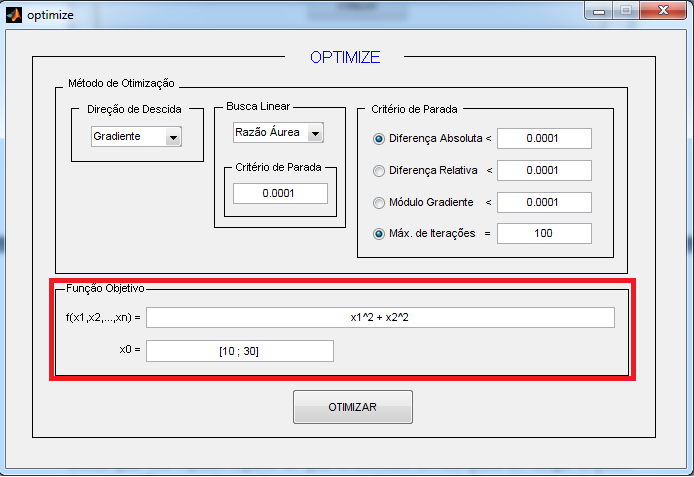 optimize
OPTIMIZE
Método de Otimização
Direção de Descida
Gradiente
Busca Linear
Razão Áurea
Critério de Parada
0.0001
Critério de Parada
Diferença Absoluta < 0.0001
Diferença Relativa < 0.0001
Módulo Gradiente < 0.0001
Máx. de Iterações = 100
Função Objetivo
f(x1,x2,...,xn) = x1^2 + x2^2
x0 = [10 ; 30]
OTIMIZAR